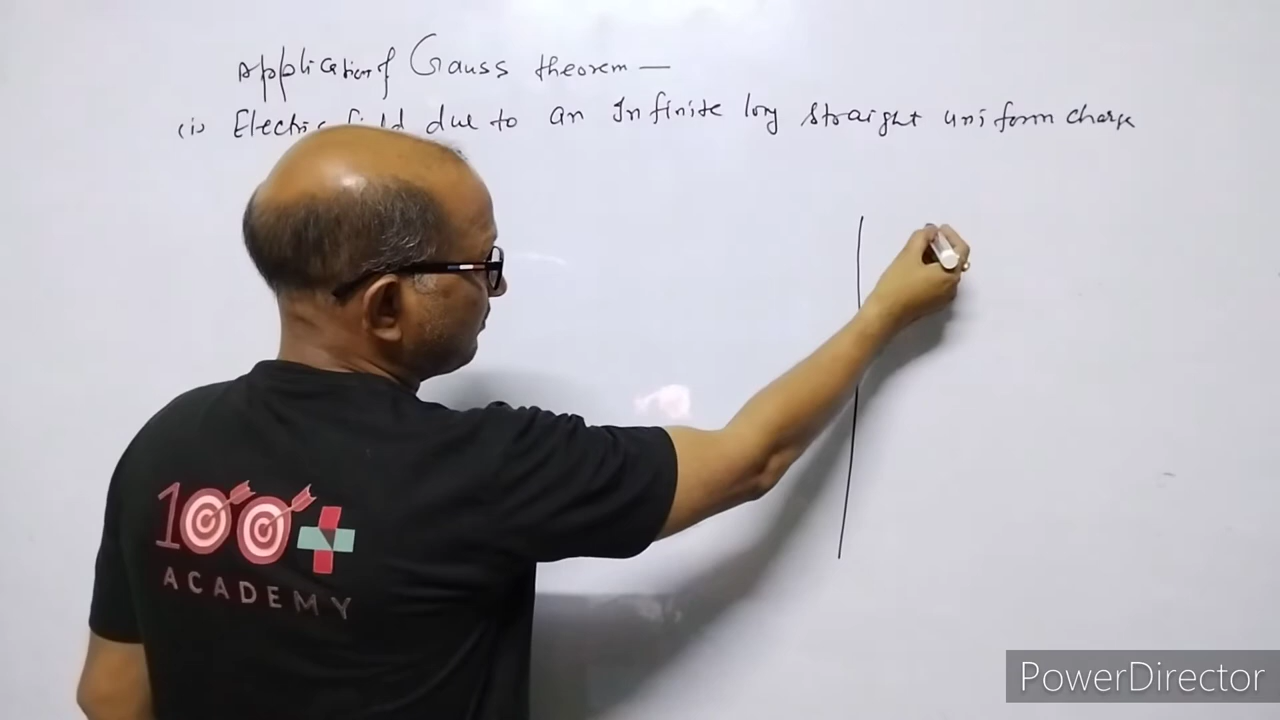 Application of Gauss theorem —
(i) Electric field due to an Infinite long straight uniform charge
100+
ACADEMY
PowerDirector